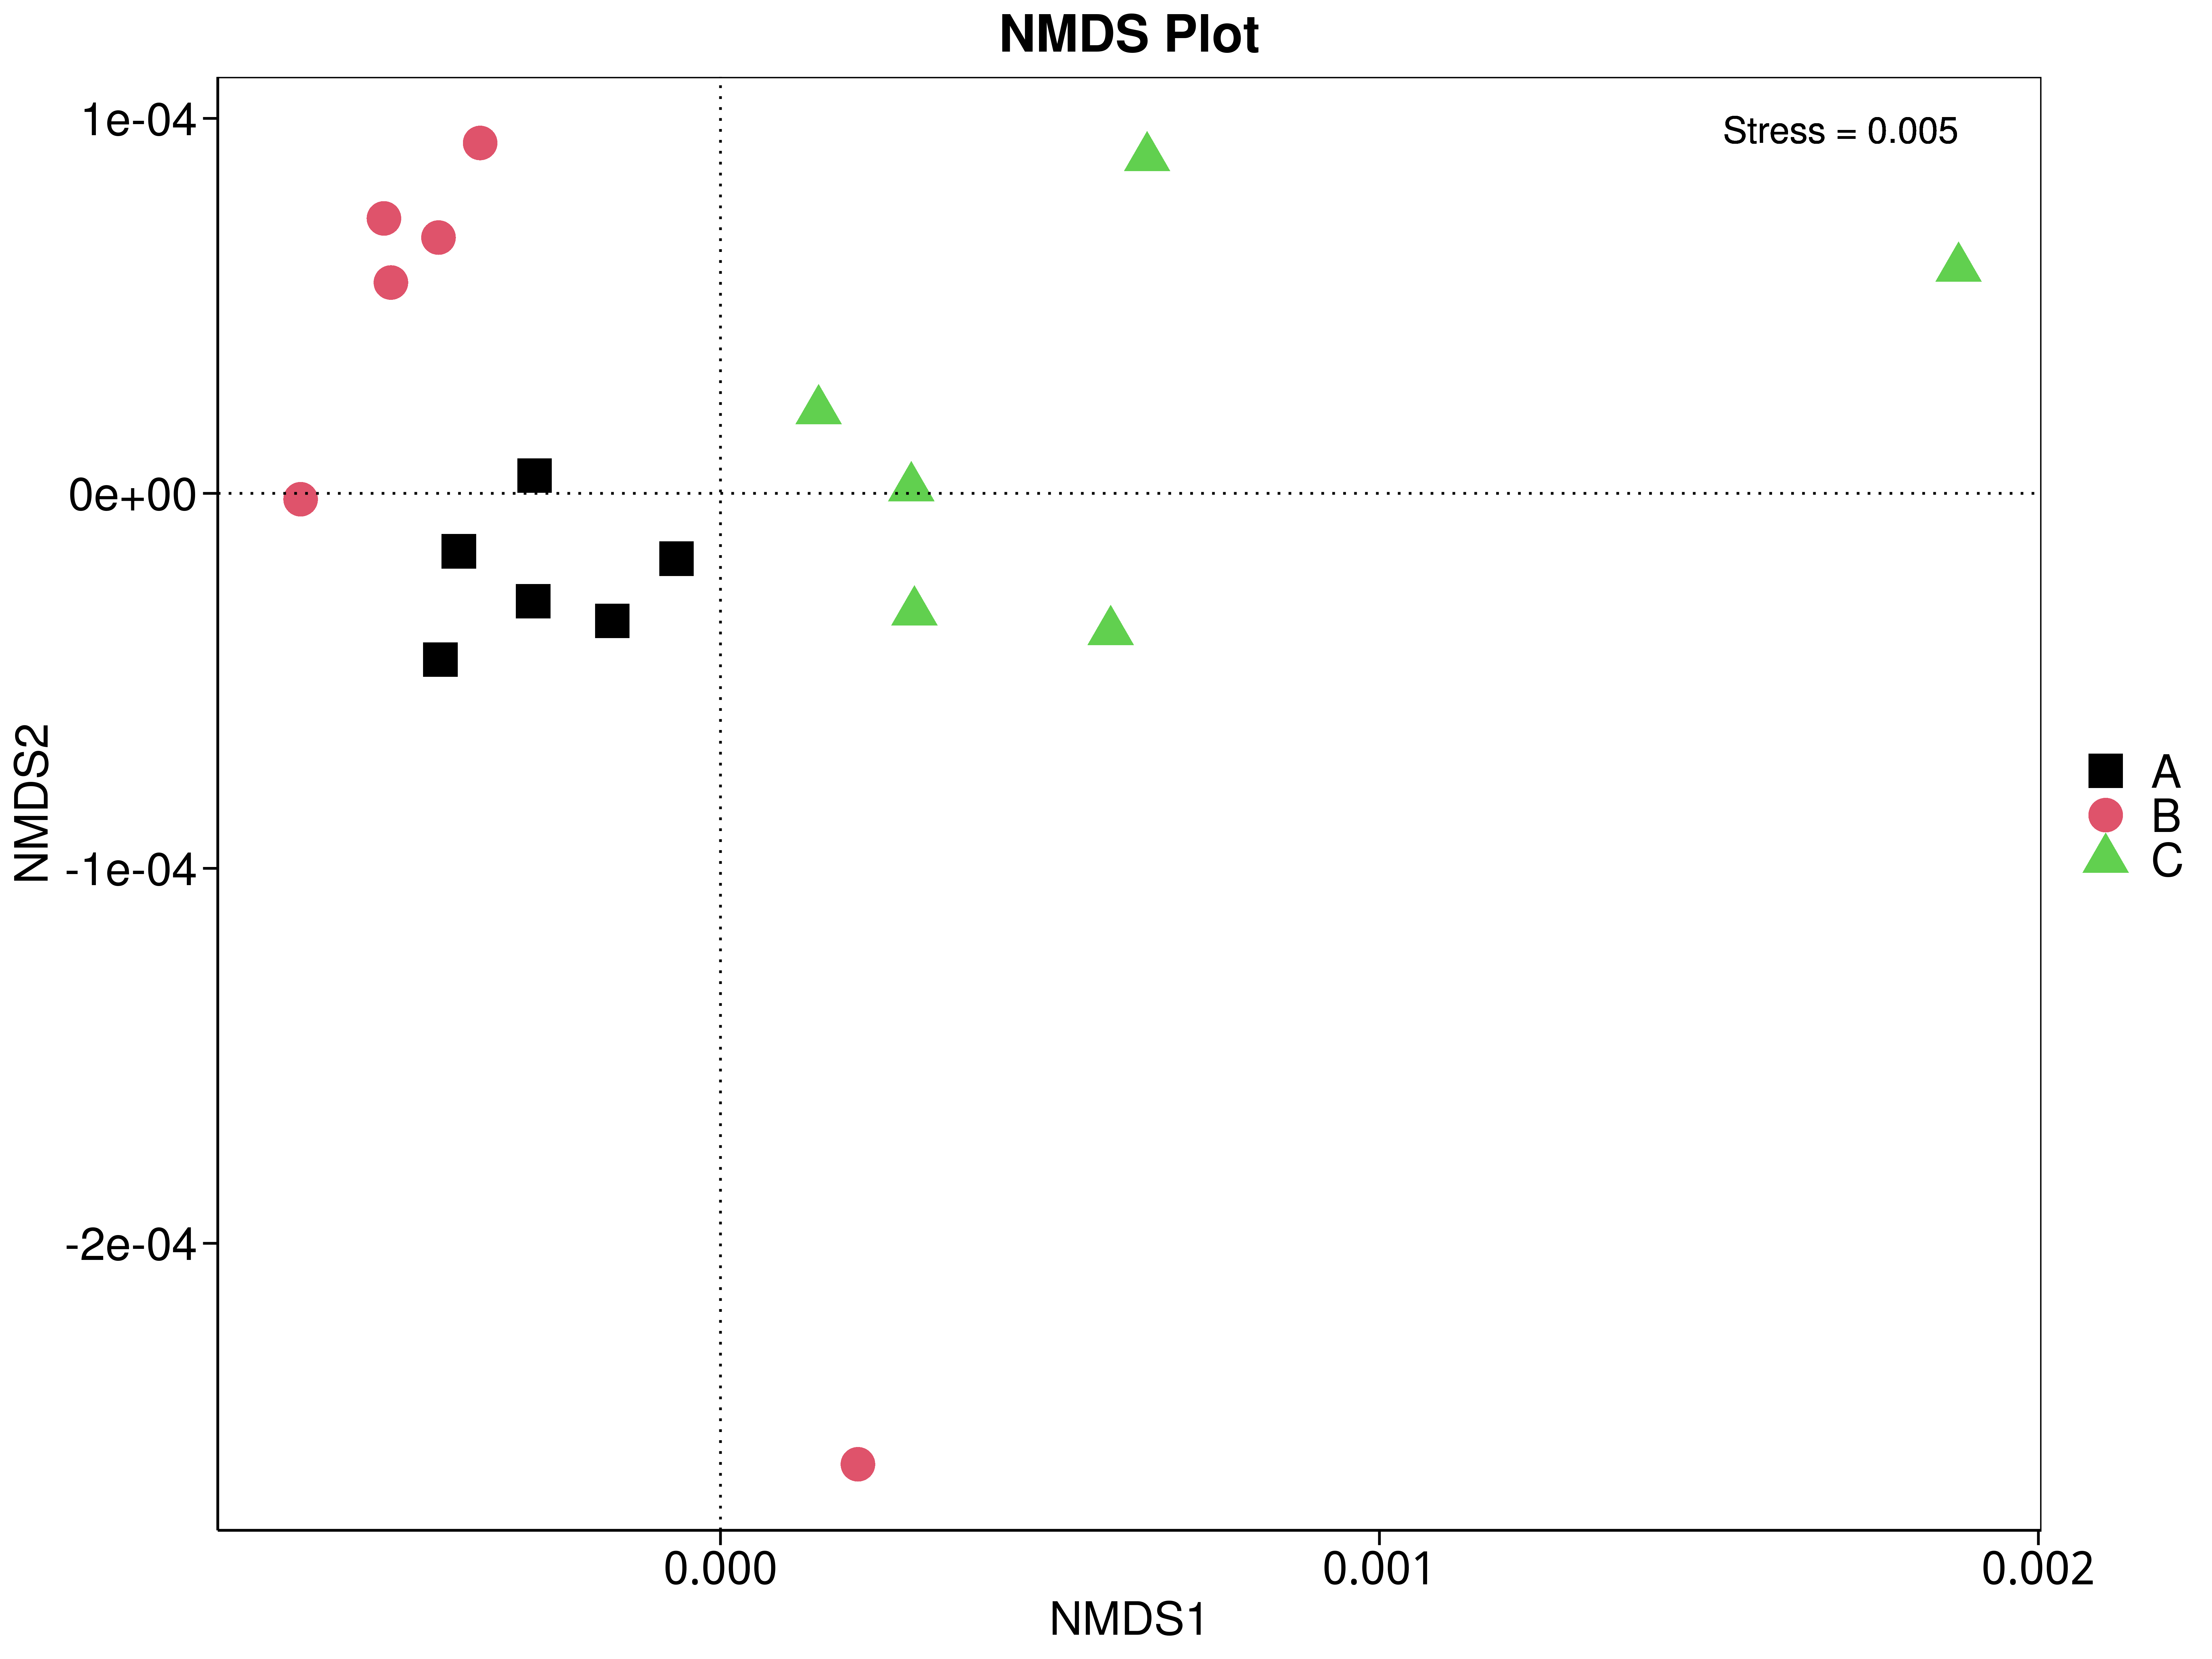 NMDS Plot
Stress = 0.005
1e-04
0e+00
-1e-04
-2e-04
NMDS2
0.000
0.001
0.002
NMDS1
A
B
C